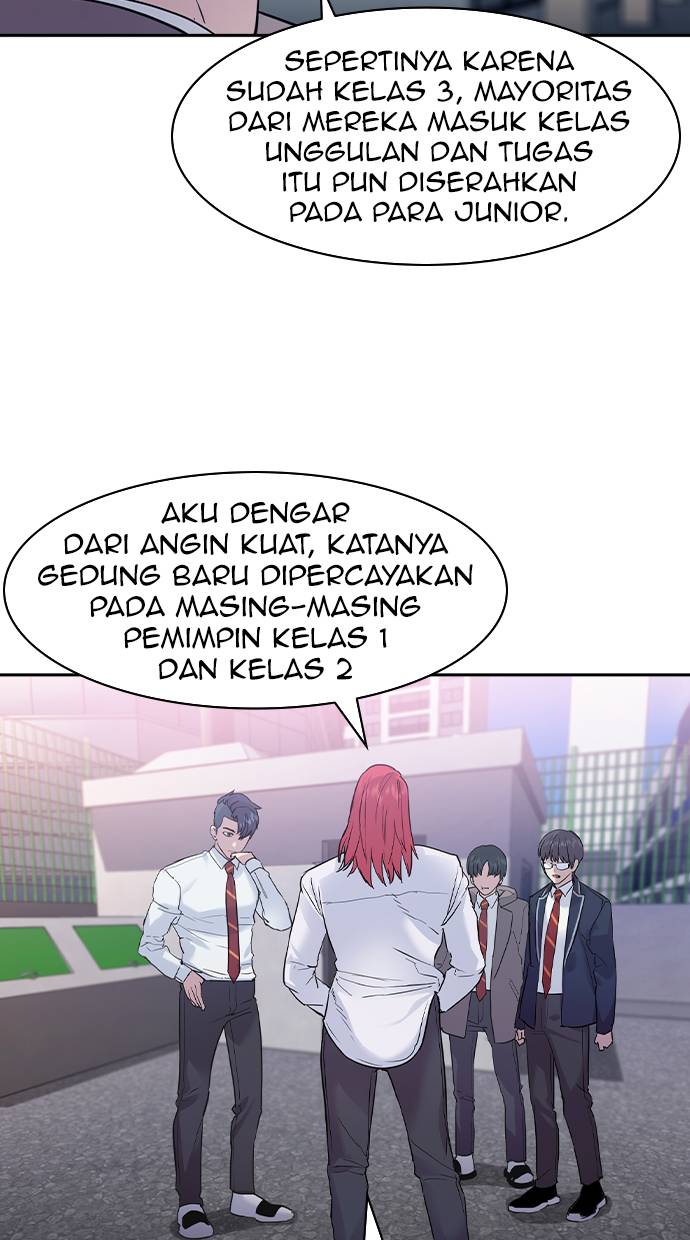 SEPERTINYA KARENA
SUDAH KELAS 3, MAYORITAS
DARI MEREKA MASUK KELAS
UNGGULAN DAN TUGAS
ITU PUN DISERAHKAN
PADA PARA JUNIOR.
AKU DENGAR
DARI ANGIN KUAT, KATANYA
GEDUNG BARU DIPERCAYAKAN
PADA MASING-MASING
PEMIMPIN KELAS 1
DAN KELAS 2